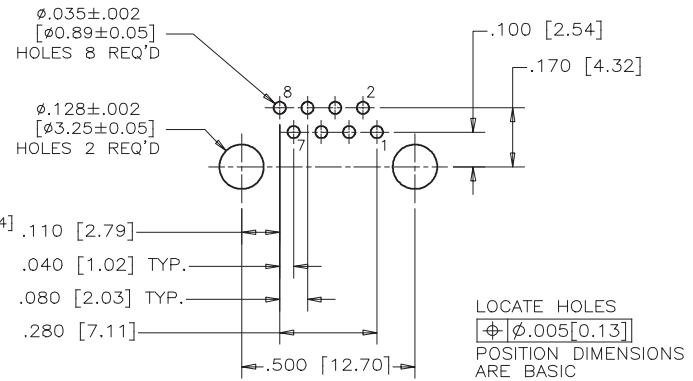 ø.035±.002
[ø0.89±0.05]
HOLES 8 REQ'D
.100 [2.54]
.170 [4.32]
8
2
ø.128±.002
[ø3.25±0.05]
HOLES 2 REQ'D
7
1
4]
.110 [2.79]
.040 [1.02] TYP.
.080 [2.03] TYP.
.280 [7.11]
.500 [12.70]
LOCATE HOLES
⌖ ø.005[0.13]
POSITION DIMENSIONS
ARE BASIC